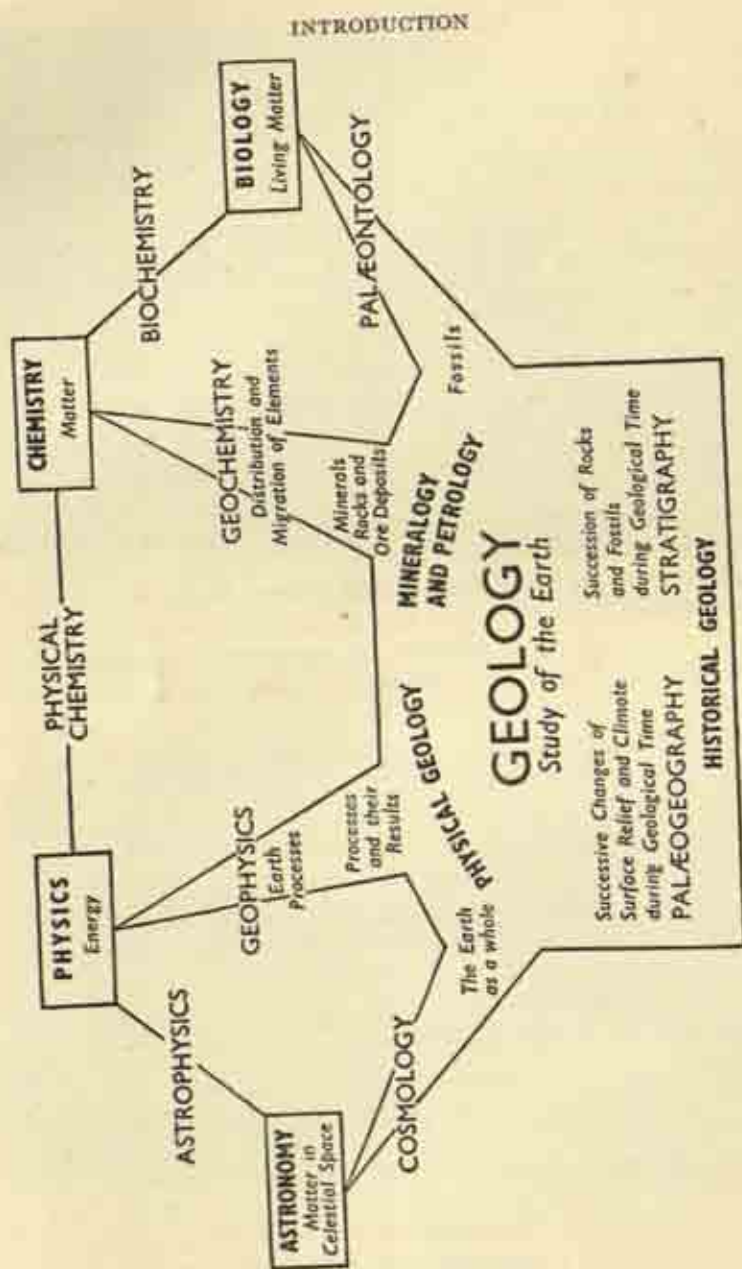 INTRODUCTION
PHYSICS
Energy
PHYSICAL
CHEMISTRY
CHEMISTRY
Matter
ASTROPHYSICS
BIOCHEMISTRY
ASTRONOMY
Matter in
Celestial Space
BIOLOGY
Living Matter
GEOPHYSICS
Earth
Processes
GEOCHEMISTRY
Distribution and
Migration of Elements
COSMOLOGY
PALÆONTOLOGY
Processes
and their
Results
Minerals
Rocks and
Ore Deposits
The Earth
as a whole
Fossils
PHYSICAL GEOLOGY
MINERALOGY
AND PETROLOGY
GEOLOGY
Study of the Earth
Successive Changes of
Surface Relief and Climate
during Geological Time
PALÆOGEOGRAPHY
Succession of Rocks
and Fossils
during Geological Time
STRATIGRAPHY
HISTORICAL GEOLOGY